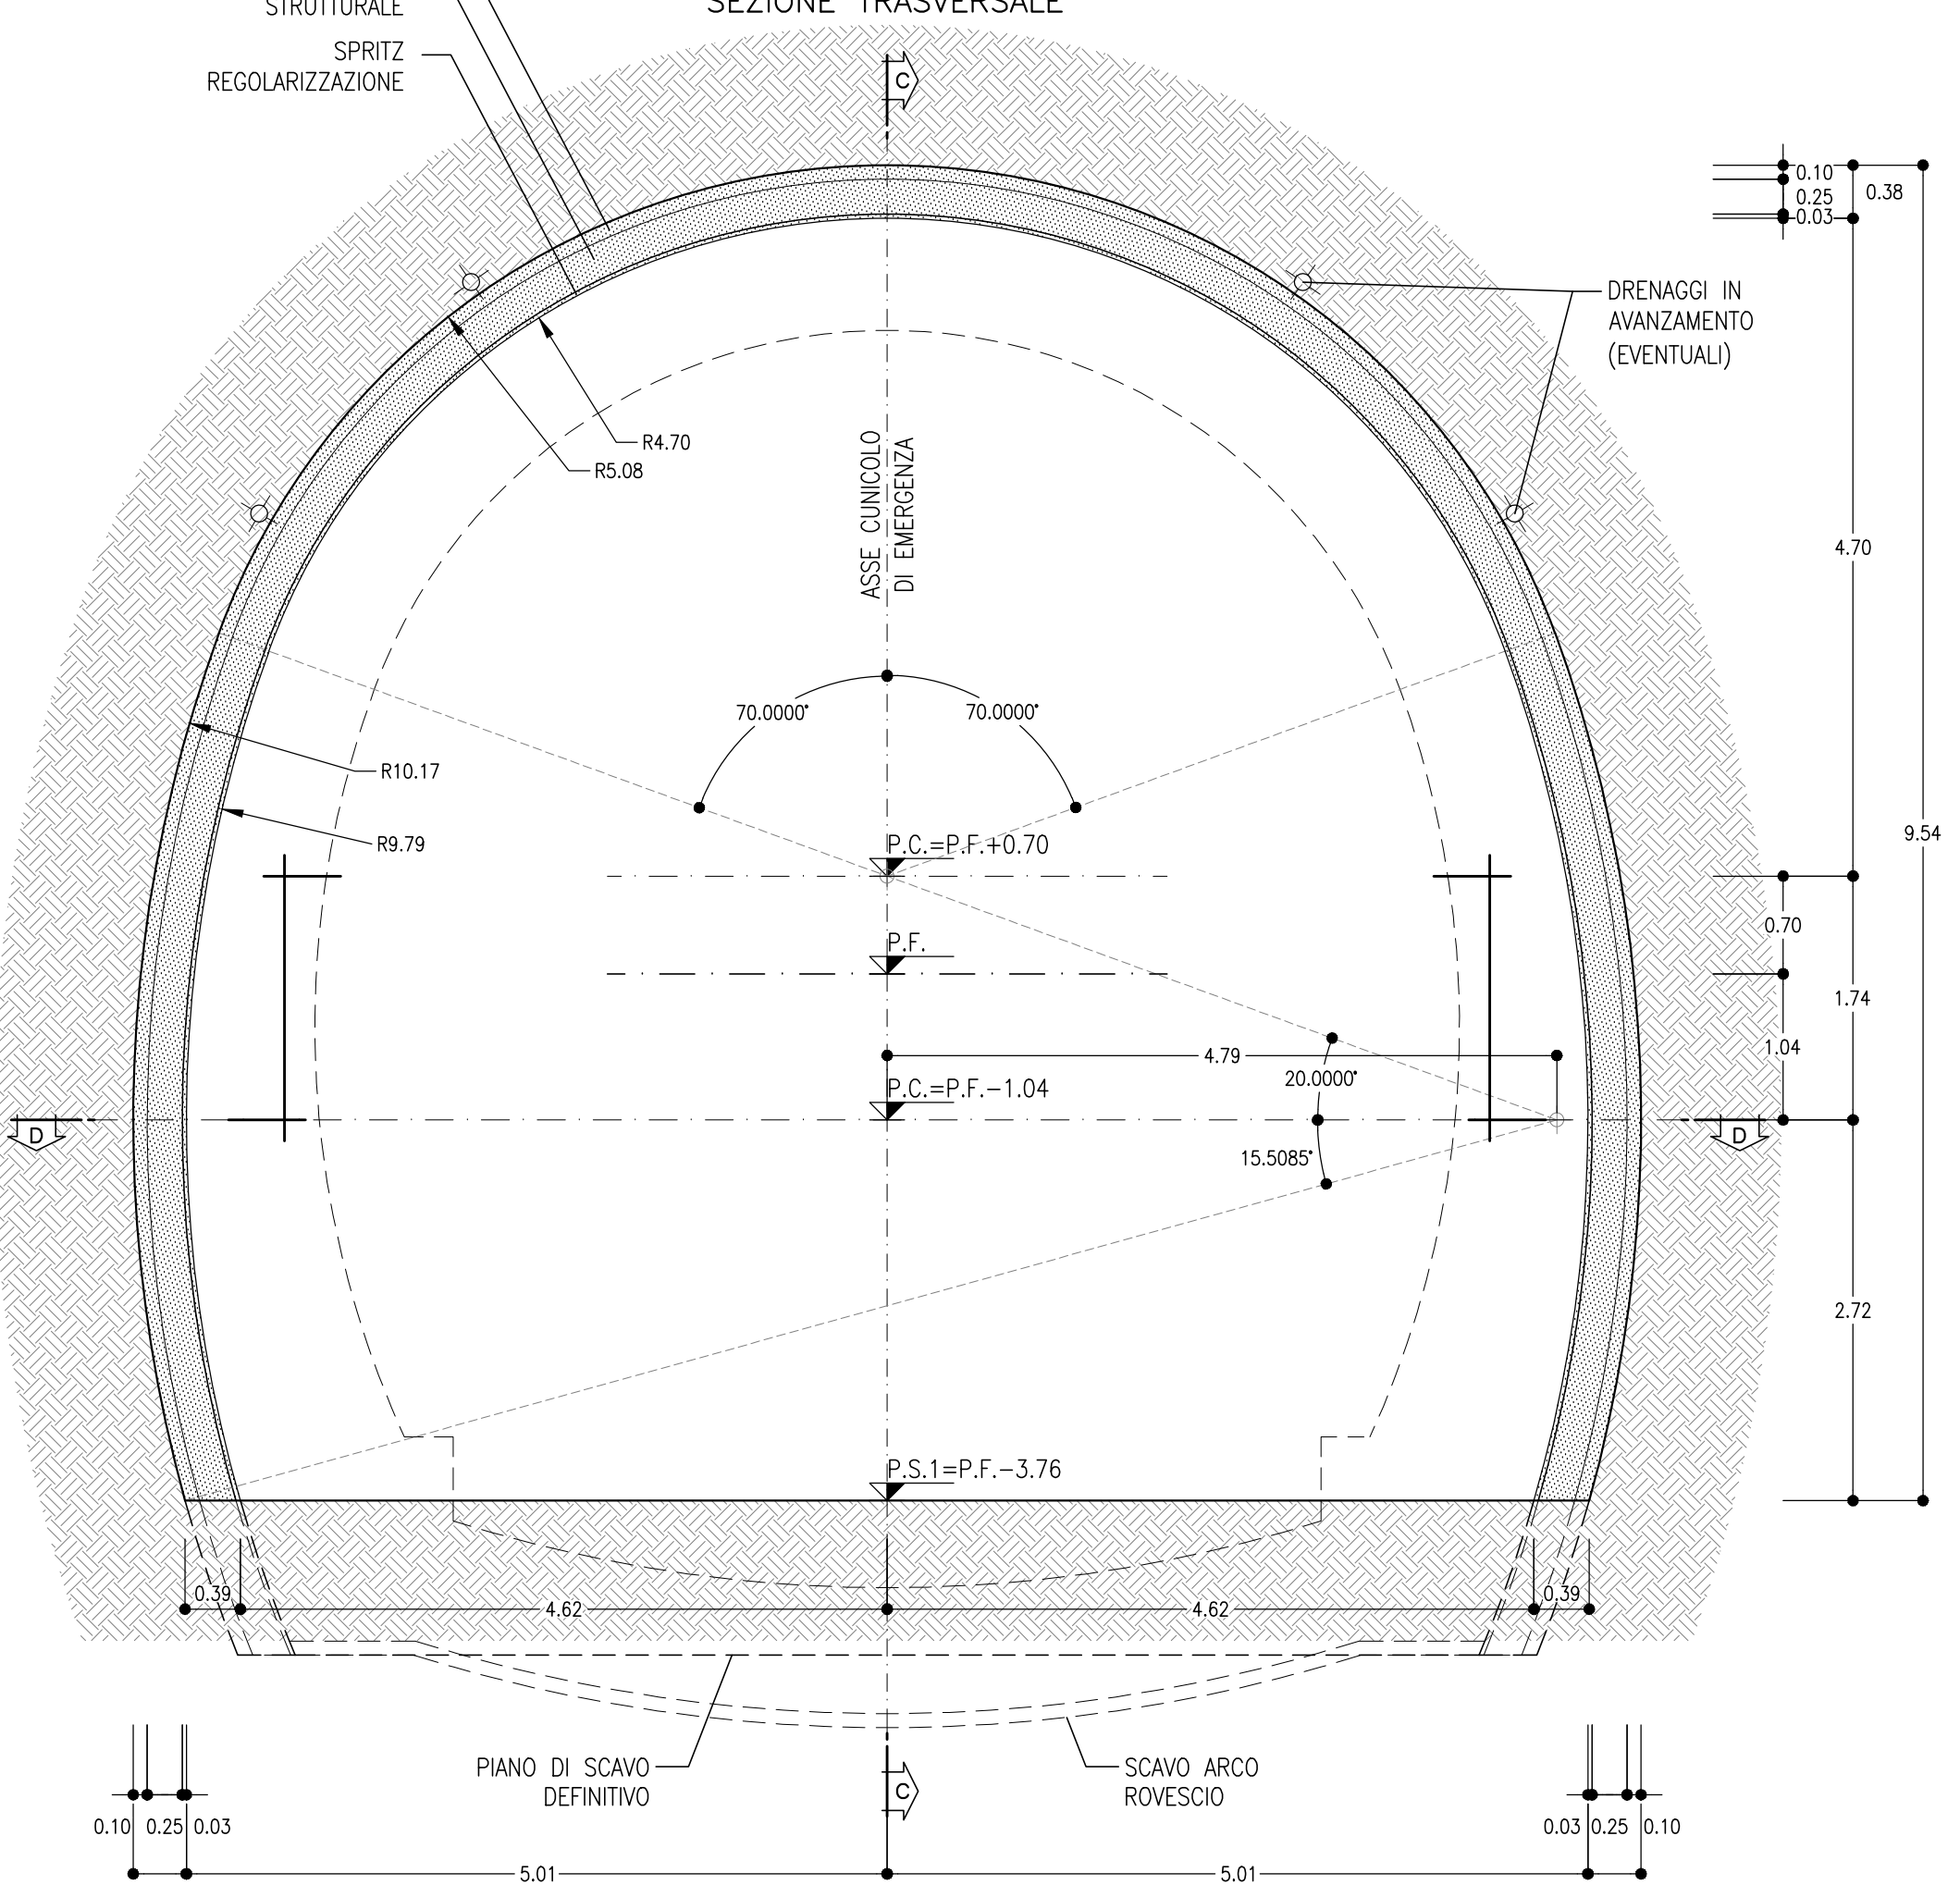 SEZIONE TRASVERSALE
STRUTTURALE
SPRITZ
REGOLARIZZAZIONE
C
0.10
0.25
0.03
0.38
DRENAGGI IN
AVANZAMENTO
(EVENTUALI)
R4.70
R5.08
ASSE CUNICOLO
DI EMERGENZA
4.70
70.0000°
70.0000°
R10.17
R9.79
P.C.=P.F.+0.70
9.54
0.70
P.F.
1.74
1.04
4.79
20.0000°
P.C.=P.F.−1.04
D
D
15.5085°
2.72
P.S.1=P.F.−3.76
0.39
4.62
4.62
0.39
PIANO DI SCAVO
DEFINITIVO
SCAVO ARCO
ROVESCIO
C
0.10
0.25
0.03
0.03
0.25
0.10
5.01
5.01